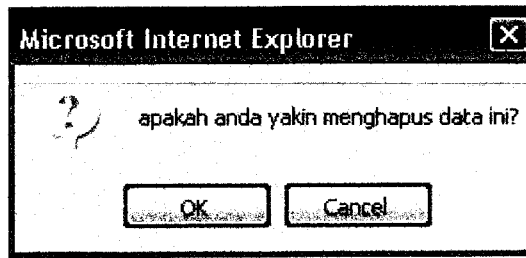 Microsoft Internet Explorer
apakah anda yakin menghapus data ini?
OK Cancel